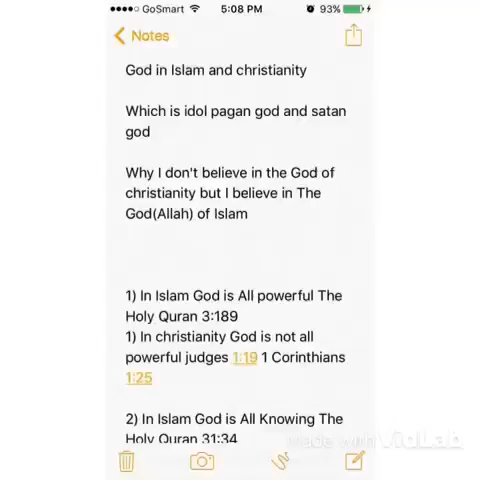 GoSmart 5:08 PM 93%
Notes
God in Islam and christianity
Which is idol pagan god and satan
god
Why I don't believe in the God of
christianity but I believe in The
God(Allah) of Islam
1) In Islam God is All powerful The
Holy Quran 3:189
1) In christianity God is not all
powerful judges 1:19 1 Corinthians
1:25
2) In Islam God is All Knowing The
Holy Quran 31:34
Made with VidLab